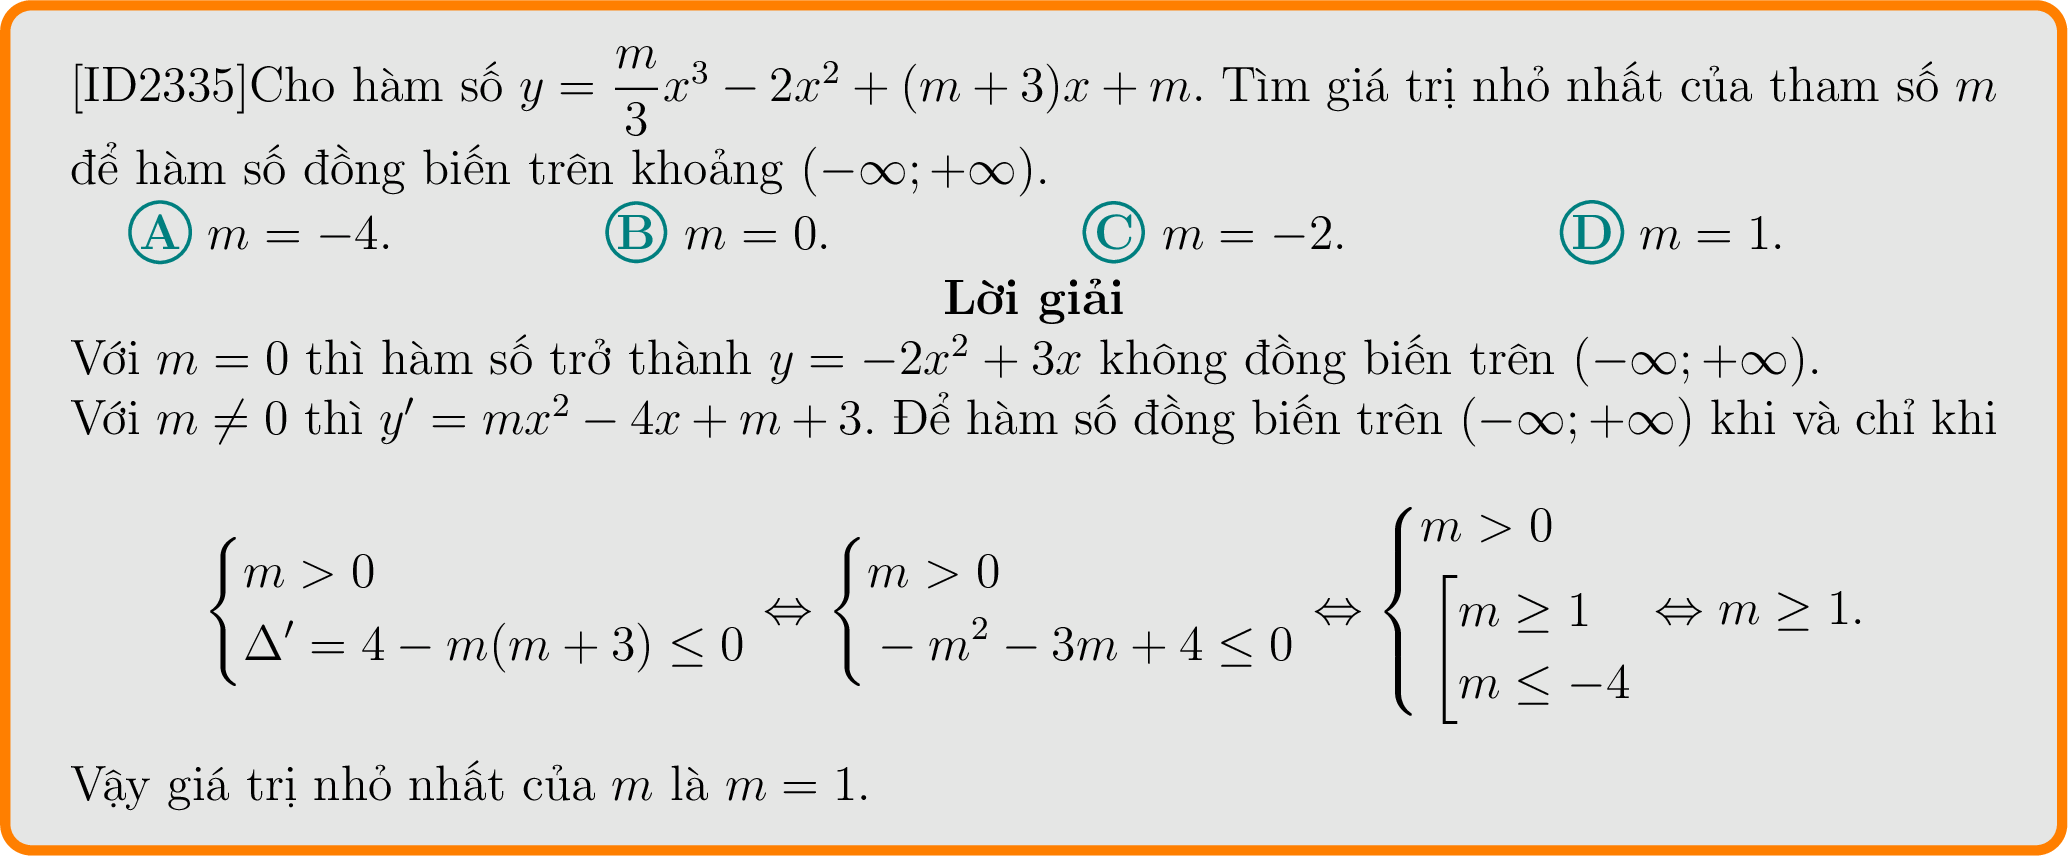 [ID2335]Cho hàm số $y = \dfrac{m}{3}x^3 - 2x^2 + (m + 3)x + m$. Tìm giá trị nhỏ nhất của tham số $m$
để hàm số đồng biến trên khoảng $(-\infty; +\infty)$.
Ⓐ $m = -4$. Ⓑ $m = 0$. Ⓒ $m = -2$. Ⓓ $m = 1$.
Lời giải
Với $m = 0$ thì hàm số trở thành $y = -2x^2 + 3x$ không đồng biến trên $(-\infty; +\infty)$.
Với $m \neq 0$ thì $y' = mx^2 - 4x + m + 3$. Để hàm số đồng biến trên $(-\infty; +\infty)$ khi và chỉ khi
$\begin{cases} m > 0 \\ \Delta' = 4 - m(m + 3) \leq 0 \end{cases} \Leftrightarrow \begin{cases} m > 0 \\ -m^2 - 3m + 4 \leq 0 \end{cases} \Leftrightarrow \begin{cases} m > 0 \\ \left[\begin{array}{l} m \geq 1 \\ m \leq -4 \end{array}\right. \end{cases} \Leftrightarrow m \geq 1.$
Vậy giá trị nhỏ nhất của $m$ là $m = 1$.